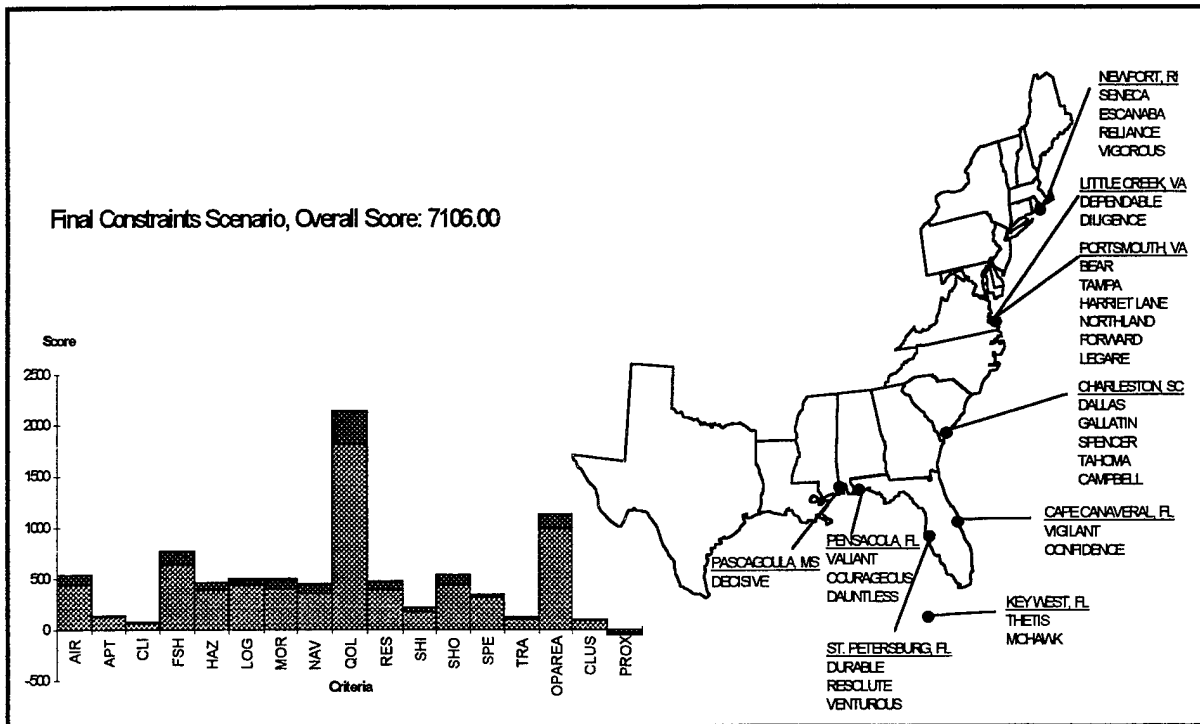 Final Constraints Scenario, Overall Score: 7106.00
Score
2500
2000
1500
1000
500
0
-500
AIR
APT
CLI
FSH
HAZ
LOG
MOR
NAV
QOL
RES
SHI
SHO
SPE
TRA
OPAREA
CLUS
PROX
Criteria
NEWPORT, RI
SENECA
ESCANABA
RELIANCE
VIGOROUS
LITTLE CREEK, VA
DEPENDABLE
DILIGENCE
PORTSMOUTH, VA
BEAR
TAMPA
HARRIET LANE
NORTHLAND
FORWARD
LEGARE
CHARLESTON, SC
DALLAS
GALLATIN
SPENCER
TAHOMA
CAMPBELL
CAPE CANAVERAL, FL
VIGILANT
CONFIDENCE
PENSACOLA, FL
VALIANT
COURAGEOUS
DAUNTLESS
PASCAGOULA, MS
DECISIVE
KEY WEST, FL
THETIS
MOHAWK
ST. PETERSBURG, FL
DURABLE
RESOLUTE
VENTUROUS